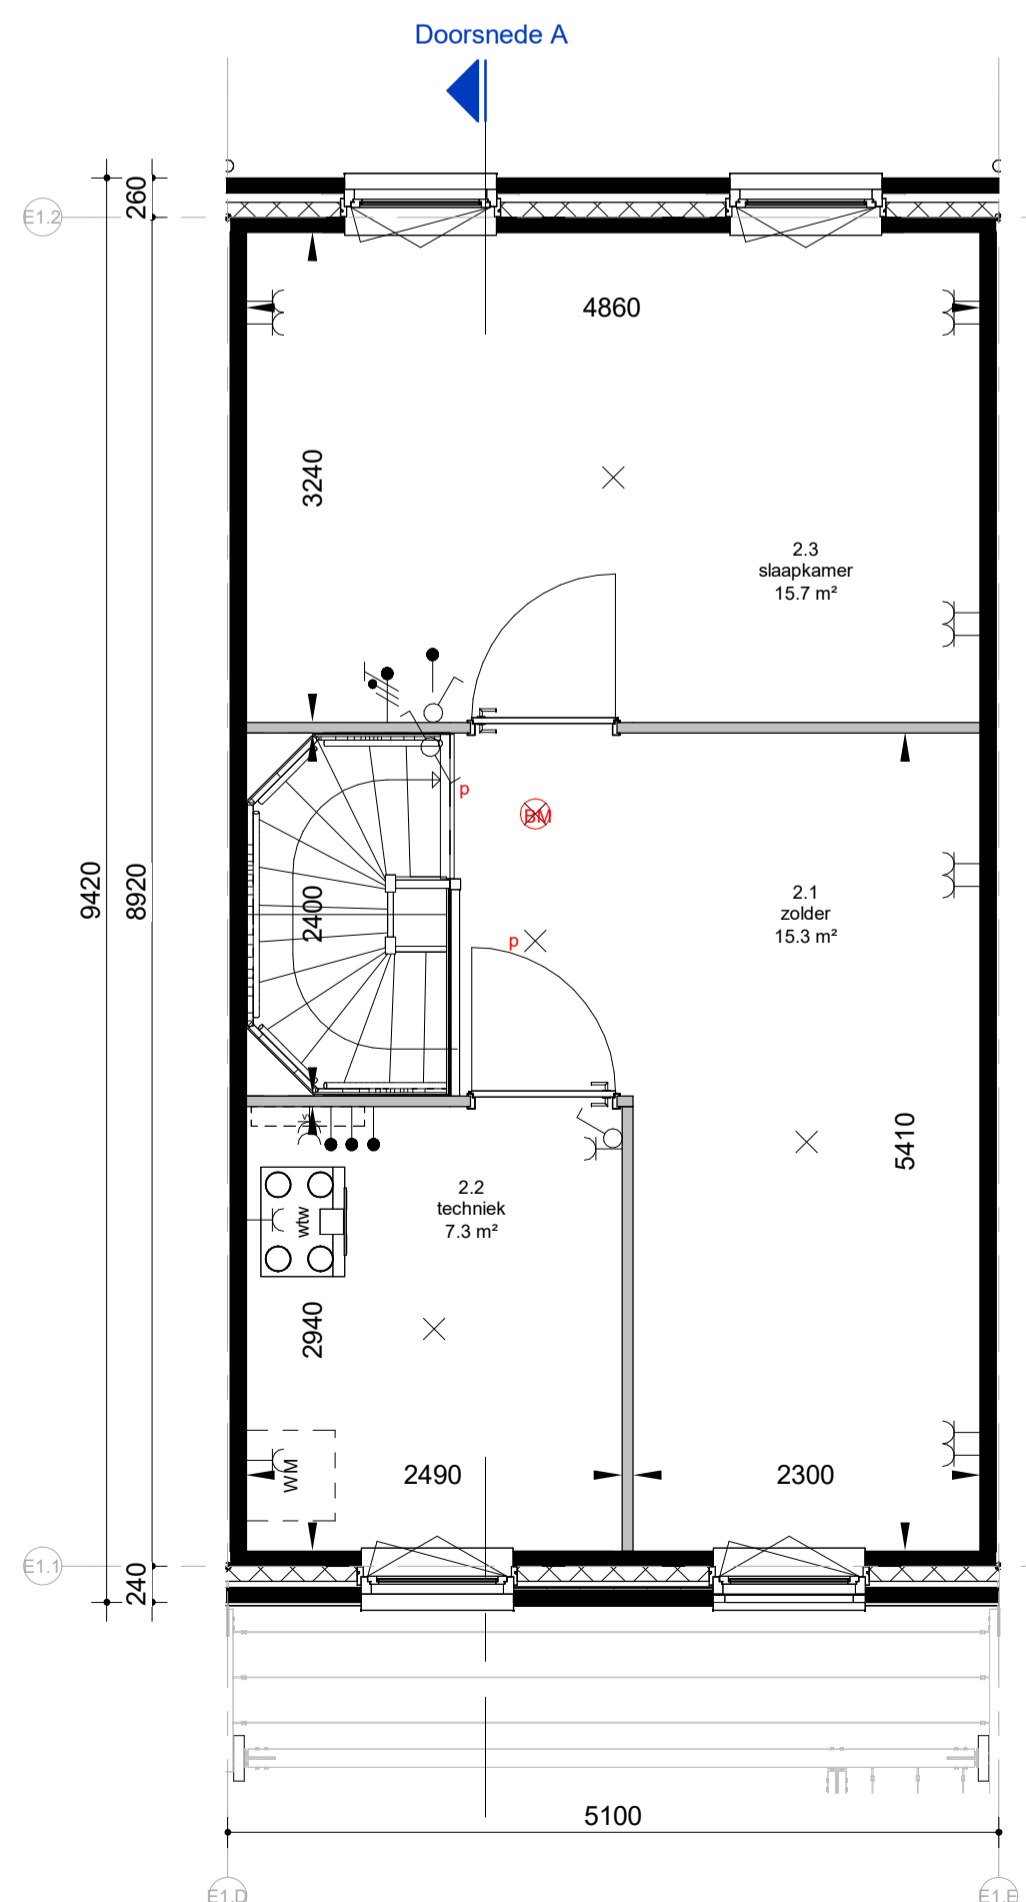 Doorsnede A
260
E1.2
4860
3240
2.3
slaapkamer
15.7 m²
p
BM
9420
8920
2400
2.1
zolder
15.3 m²
p
5410
2.2
techniek
7.3 m²
wtw
2940
WM
2490
2300
E1.1
240
5100
E1.D
E1.E